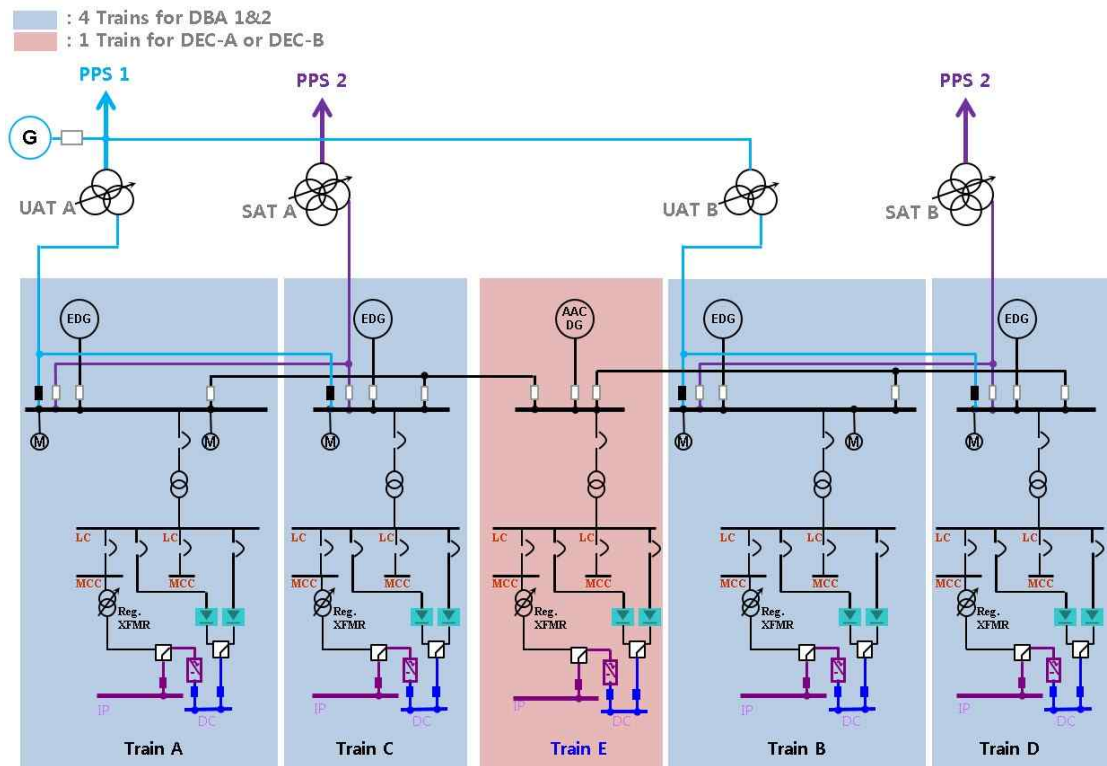 : 4 Trains for DBA 1&2
: 1 Train for DEC-A or DEC-B
PPS 1
PPS 2
PPS 2
G
UAT A
SAT A
UAT B
SAT B
EDG
EDG
AAC
DG
EDG
EDG
M
M
M
M
M
M
LC
LC
LC
LC
LC
LC
LC
LC
LC
LC
MCC
MCC
MCC
MCC
MCC
MCC
MCC
MCC
MCC
MCC
Reg.
XFMR
Reg.
XFMR
Reg.
XFMR
Reg.
XFMR
Reg.
XFMR
IP
DC
IP
DC
IP
DC
IP
DC
IP
DC
Train A
Train C
Train E
Train B
Train D